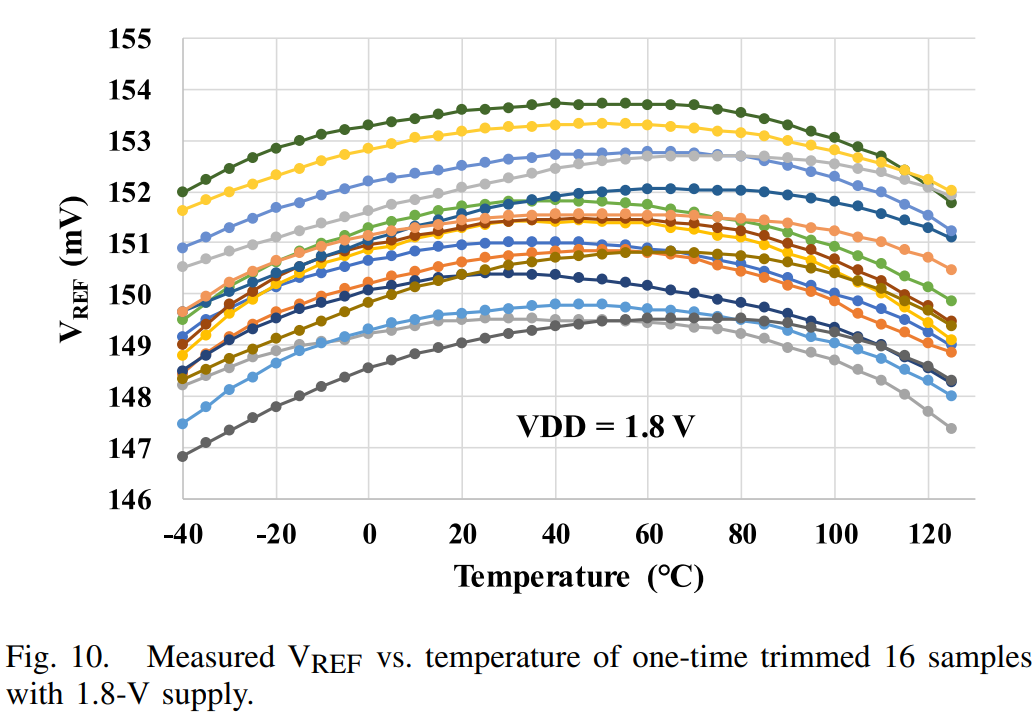 155
154
153
152
151
150
149
148
147
146
V_REF (mV)
VDD = 1.8 V
-40 -20 0 20 40 60 80 100 120
Temperature (°C)
Fig. 10. Measured V_REF vs. temperature of one-time trimmed 16 samples
with 1.8-V supply.